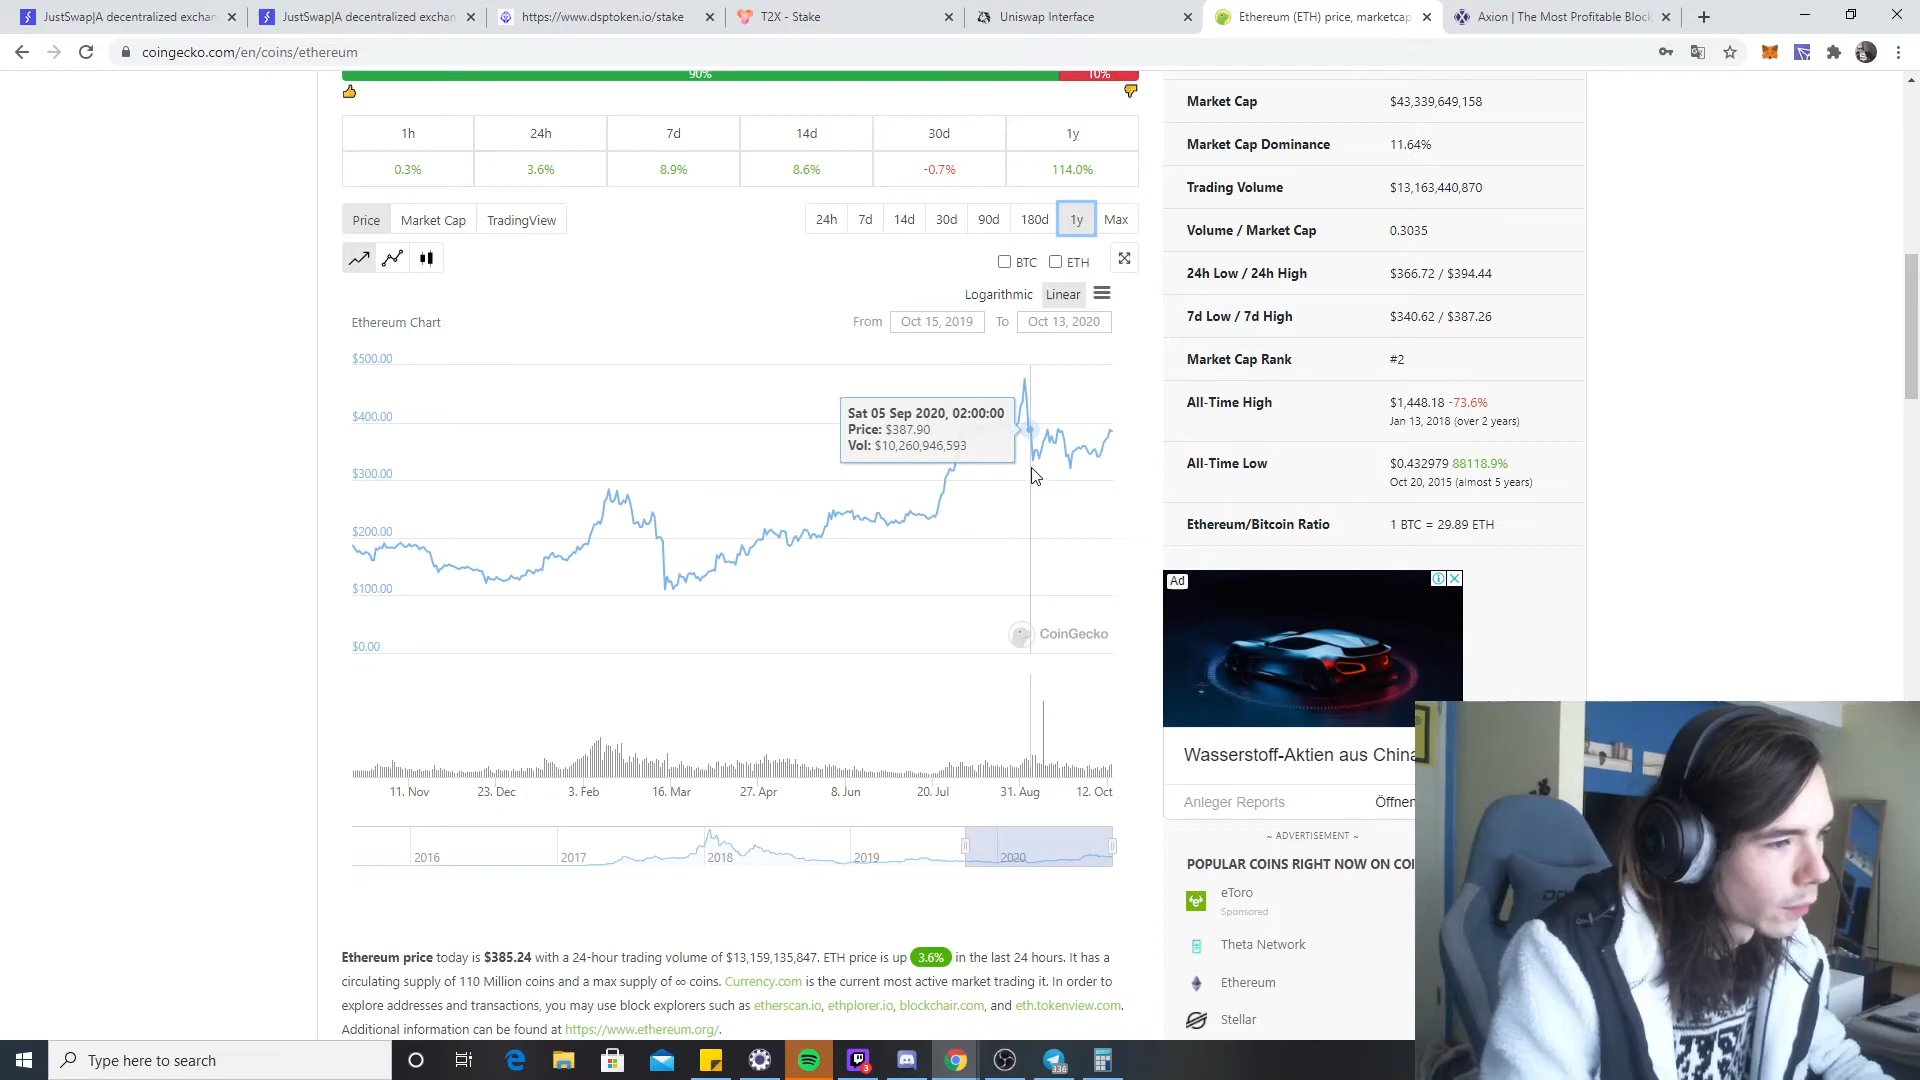 JustSwap|A decentralized exchan
JustSwap|A decentralized exchan
https://www.dsptoken.io/stake
T2X - Stake
Uniswap Interface
Ethereum (ETH) price, marketcap
Axion | The Most Profitable Block
coingecko.com/en/coins/ethereum
90%
10%
1h 24h 7d 14d 30d 1y
0.3% 3.6% 8.9% 8.6% -0.7% 114.0%
Price Market Cap TradingView
24h 7d 14d 30d 90d 180d 1y Max
BTC ETH
Logarithmic Linear
Ethereum Chart
From Oct 15, 2019 To Oct 13, 2020
$500.00
$400.00
$300.00
$200.00
$100.00
$0.00
Sat 05 Sep 2020, 02:00:00
Price: $387.90
Vol: $10,260,946,593
CoinGecko
11. Nov 23. Dec 3. Feb 16. Mar 27. Apr 8. Jun 20. Jul 31. Aug 12. Oct
2016 2017 2018 2019 2020
Ethereum price today is $385.24 with a 24-hour trading volume of $13,159,135,847. ETH price is up 3.6% in the last 24 hours. It has a
circulating supply of 110 Million coins and a max supply of ∞ coins. Currency.com is the current most active market trading it. In order to
explore addresses and transactions, you may use block explorers such as etherscan.io, ethplorer.io, blockchair.com, and eth.tokenview.com.
Additional information can be found at https://www.ethereum.org/.
Market Cap $43,339,649,158
Market Cap Dominance 11.64%
Trading Volume $13,163,440,870
Volume / Market Cap 0.3035
24h Low / 24h High $366.72 / $394.44
7d Low / 7d High $340.62 / $387.26
Market Cap Rank #2
All-Time High $1,448.18 -73.6%
Jan 13, 2018 (over 2 years)
All-Time Low $0.432979 88118.9%
Oct 20, 2015 (almost 5 years)
Ethereum/Bitcoin Ratio 1 BTC = 29.89 ETH
Ad
Wasserstoff-Aktien aus China
Anleger Reports Öffnen
~ ADVERTISEMENT ~
POPULAR COINS RIGHT NOW ON COI
eToro
Sponsored
Theta Network
Ethereum
Stellar
Type here to search
3
336